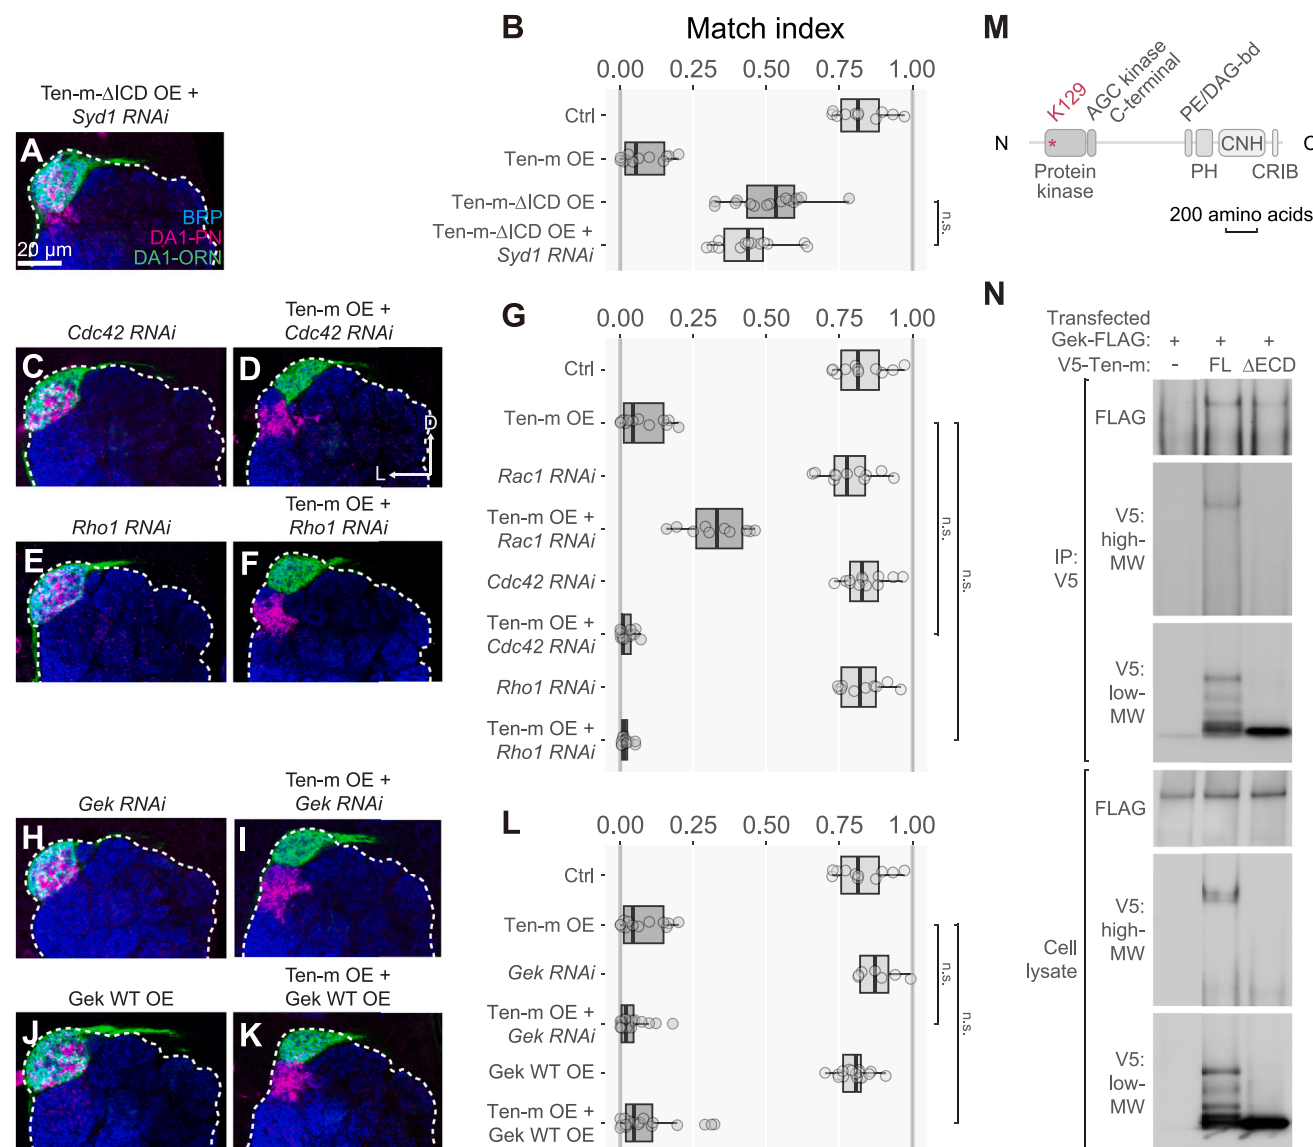 Ten-m-ΔICD OE +
Syd1 RNAi
A
BRP
DA1-PN
DA1-ORN
20 µm
B
Match index
0.00 0.25 0.50 0.75 1.00
Ctrl
Ten-m OE
Ten-m-ΔICD OE
Ten-m-ΔICD OE +
Syd1 RNAi
n.s.
Cdc42 RNAi
C
Ten-m OE +
Cdc42 RNAi
D
D
L
Rho1 RNAi
E
Ten-m OE +
Rho1 RNAi
F
G
0.00 0.25 0.50 0.75 1.00
Ctrl
Ten-m OE
Rac1 RNAi
Ten-m OE +
Rac1 RNAi
Cdc42 RNAi
Ten-m OE +
Cdc42 RNAi
Rho1 RNAi
Ten-m OE +
Rho1 RNAi
n.s.
n.s.
Gek RNAi
H
Ten-m OE +
Gek RNAi
I
Gek WT OE
J
Ten-m OE +
Gek WT OE
K
L
0.00 0.25 0.50 0.75 1.00
Ctrl
Ten-m OE
Gek RNAi
Ten-m OE +
Gek RNAi
Gek WT OE
Ten-m OE +
Gek WT OE
n.s.
n.s.
M
K129
AGC kinase
C-terminal
PE/DAG-bd
N
*
CNH
C
Protein
kinase
PH
CRIB
200 amino acids
N
Transfected
Gek-FLAG: + + +
V5-Ten-m: - FL ΔECD
FLAG
V5:
high-
MW
IP:
V5
V5:
low-
MW
FLAG
V5:
high-
MW
Cell
lysate
V5:
low-
MW